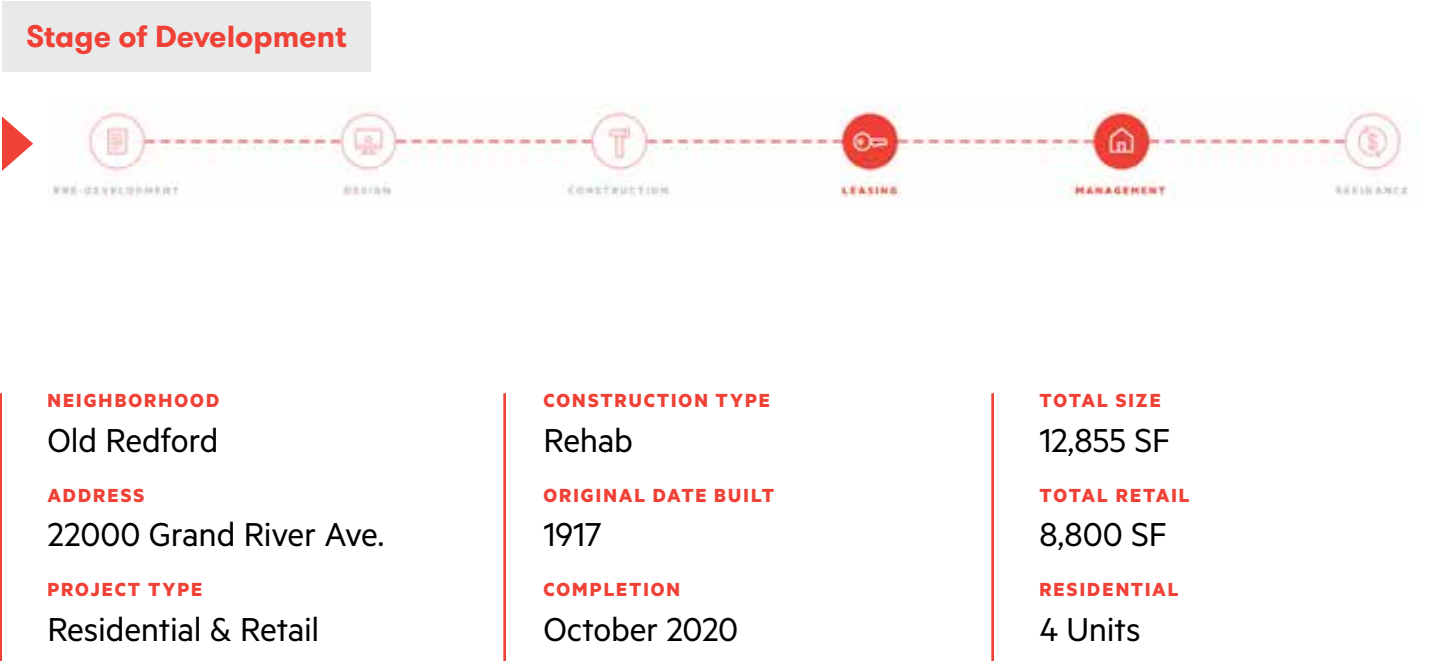 Stage of Development
PRE-DEVELOPMENT
DESIGN
CONSTRUCTION
LEASING
MANAGEMENT
REFINANCE
NEIGHBORHOOD
Old Redford
ADDRESS
22000 Grand River Ave.
PROJECT TYPE
Residential & Retail
CONSTRUCTION TYPE
Rehab
ORIGINAL DATE BUILT
1917
COMPLETION
October 2020
TOTAL SIZE
12,855 SF
TOTAL RETAIL
8,800 SF
RESIDENTIAL
4 Units